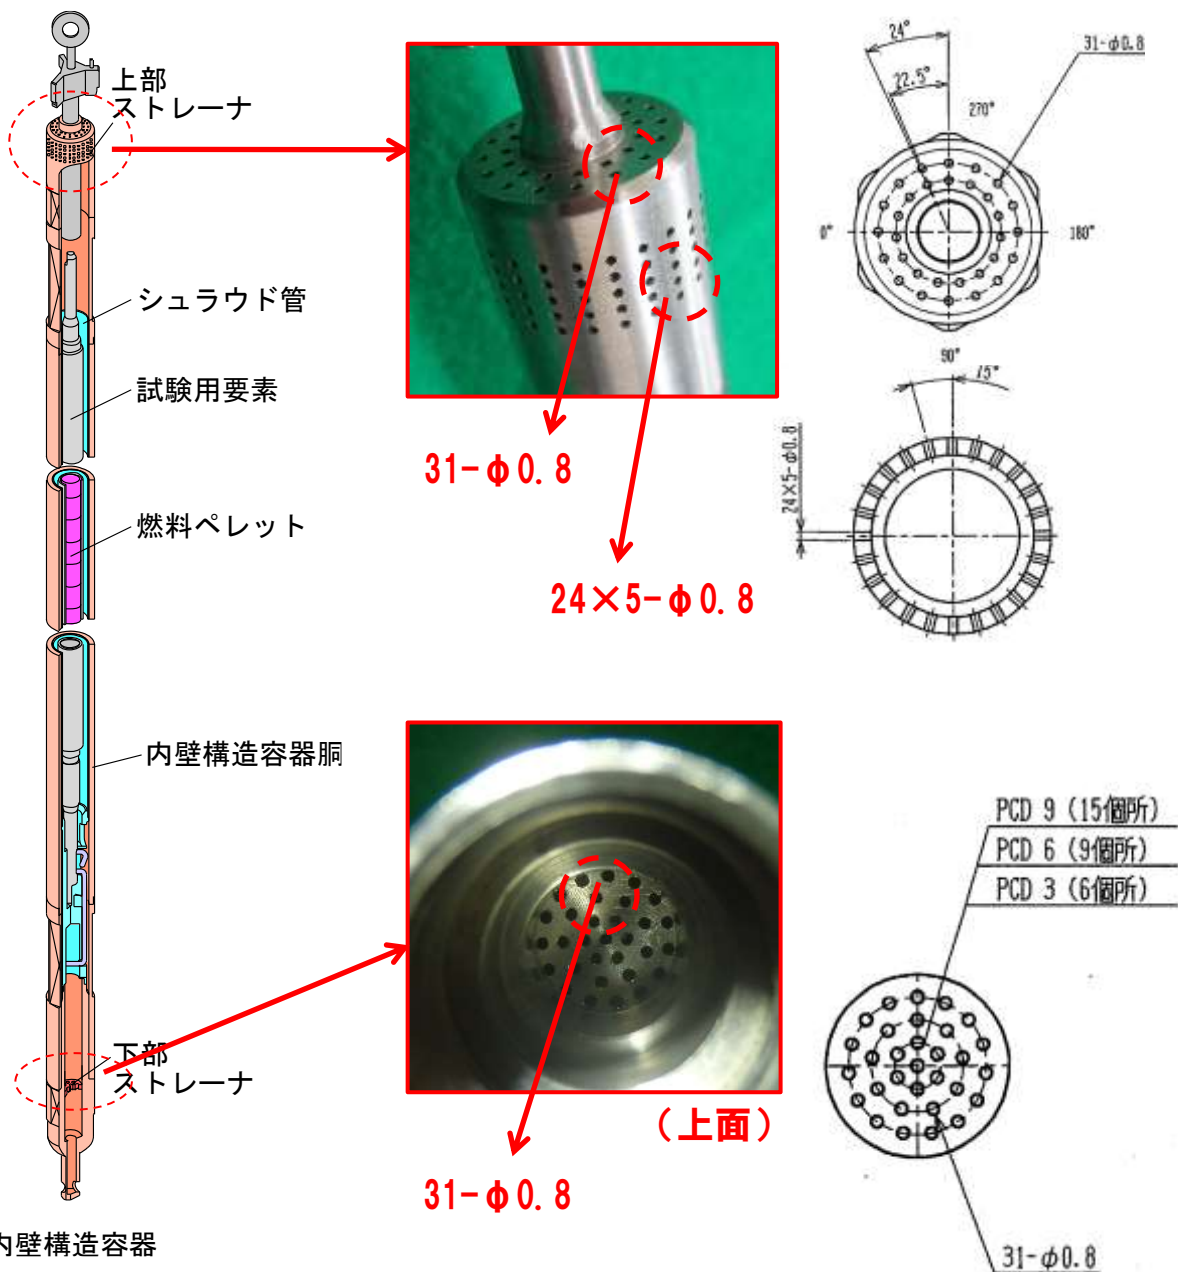 上部
ストレーナ
シュラウド管
試験用要素
燃料ペレット
内壁構造容器胴
下部
ストレーナ
内壁構造容器
31-φ0.8
24×5-φ0.8
(上面)
31-φ0.8
24°
22.5°
31-φ0.8
270°
0°
180°
90°
15°
24×5-φ0.8
PCD 9 (15個所)
PCD 6 (9個所)
PCD 3 (6個所)
31-φ0.8